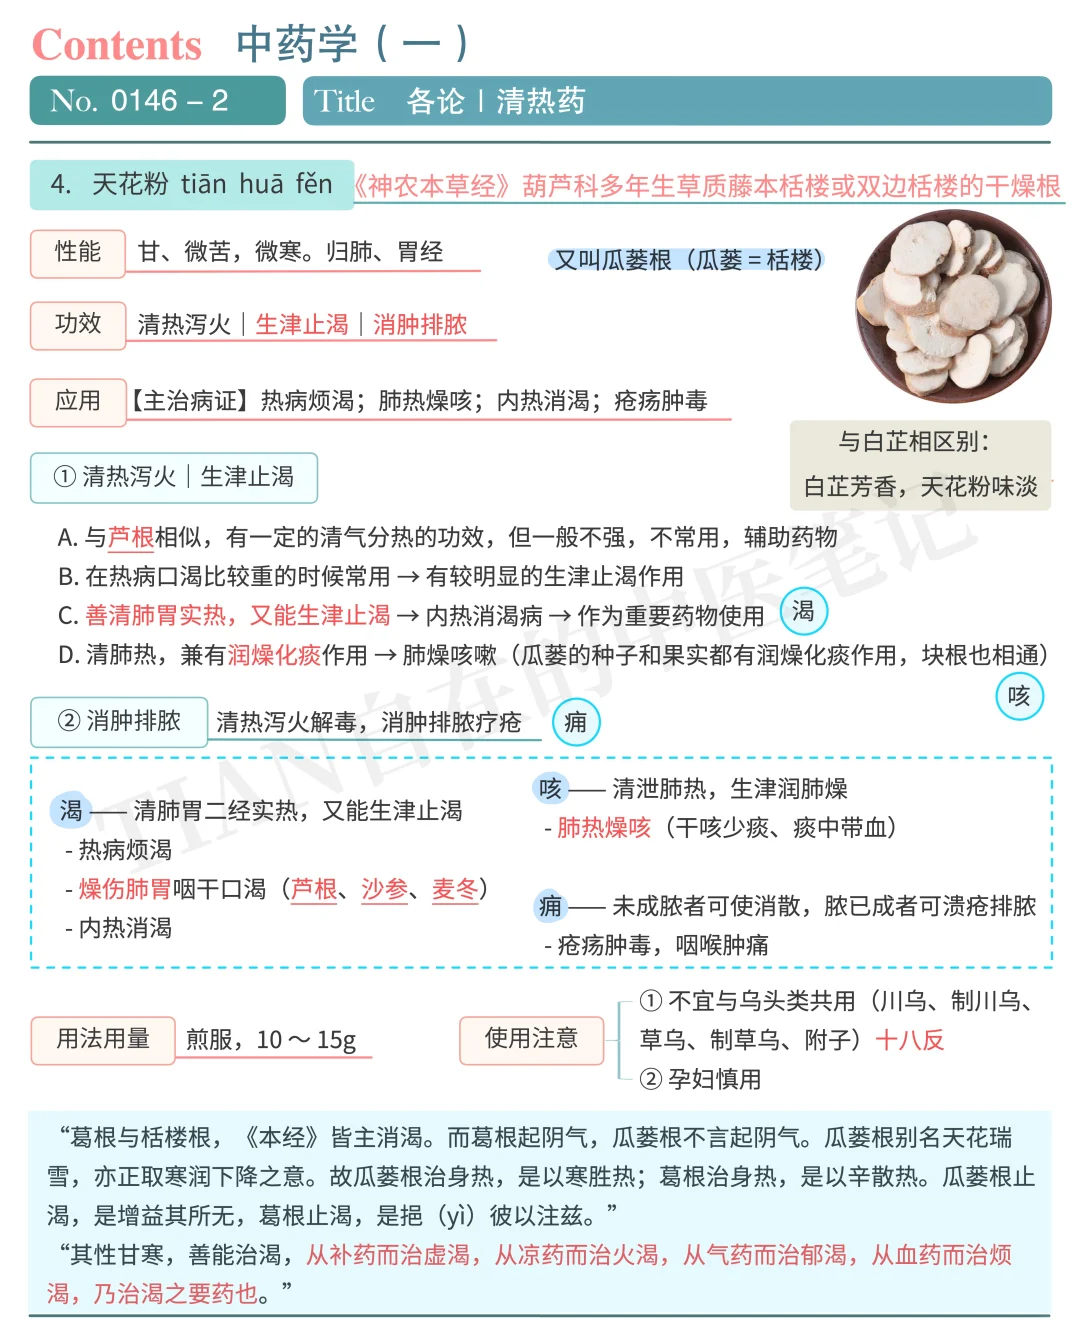 Contents 中药学（一）
No. 0146 – 2
Title 各论 | 清热药
4. 天花粉 tiān huā fěn 《神农本草经》葫芦科多年生草质藤本栝楼或双边栝楼的干燥根
性能 甘、微苦，微寒。归肺、胃经
又叫瓜蒌根（瓜蒌 = 栝楼）
功效 清热泻火｜生津止渴｜消肿排脓
应用 【主治病证】热病烦渴；肺热燥咳；内热消渴；疮疡肿毒
与白芷相区别：
白芷芳香，天花粉味淡
① 清热泻火｜生津止渴
A. 与芦根相似，有一定的清气分热的功效，但一般不强，不常用，辅助药物
B. 在热病口渴比较重的时候常用 → 有较明显的生津止渴作用
C. 善清肺胃实热，又能生津止渴 → 内热消渴病 → 作为重要药物使用 渴
D. 清肺热，兼有润燥化痰作用 → 肺燥咳嗽（瓜蒌的种子和果实都有润燥化痰作用，块根也相通）
咳
② 消肿排脓 清热泻火解毒，消肿排脓疗疮 痈
渴 —— 清肺胃二经实热，又能生津止渴
- 热病烦渴
- 燥伤肺胃咽干口渴（芦根、沙参、麦冬）
- 内热消渴
咳 —— 清泄肺热，生津润肺燥
- 肺热燥咳（干咳少痰、痰中带血）
痈 —— 未成脓者可使消散，脓已成者可溃疮排脓
- 疮疡肿毒，咽喉肿痛
用法用量 煎服，10 ～ 15g
使用注意
① 不宜与乌头类共用（川乌、制川乌、
草乌、制草乌、附子）十八反
② 孕妇慎用
“葛根与栝楼根，《本经》皆主消渴。而葛根起阴气，瓜蒌根不言起阴气。瓜蒌根别名天花瑞
雪，亦正取寒润下降之意。故瓜蒌根治身热，是以寒胜热；葛根治身热，是以辛散热。瓜蒌根止
渴，是增益其所无，葛根止渴，是挹（yì）彼以注兹。”
“其性甘寒，善能治渴，从补药而治虚渴，从凉药而治火渴，从气药而治郁渴，从血药而治烦
渴，乃治渴之要药也。”
TIAN自在的中医笔记